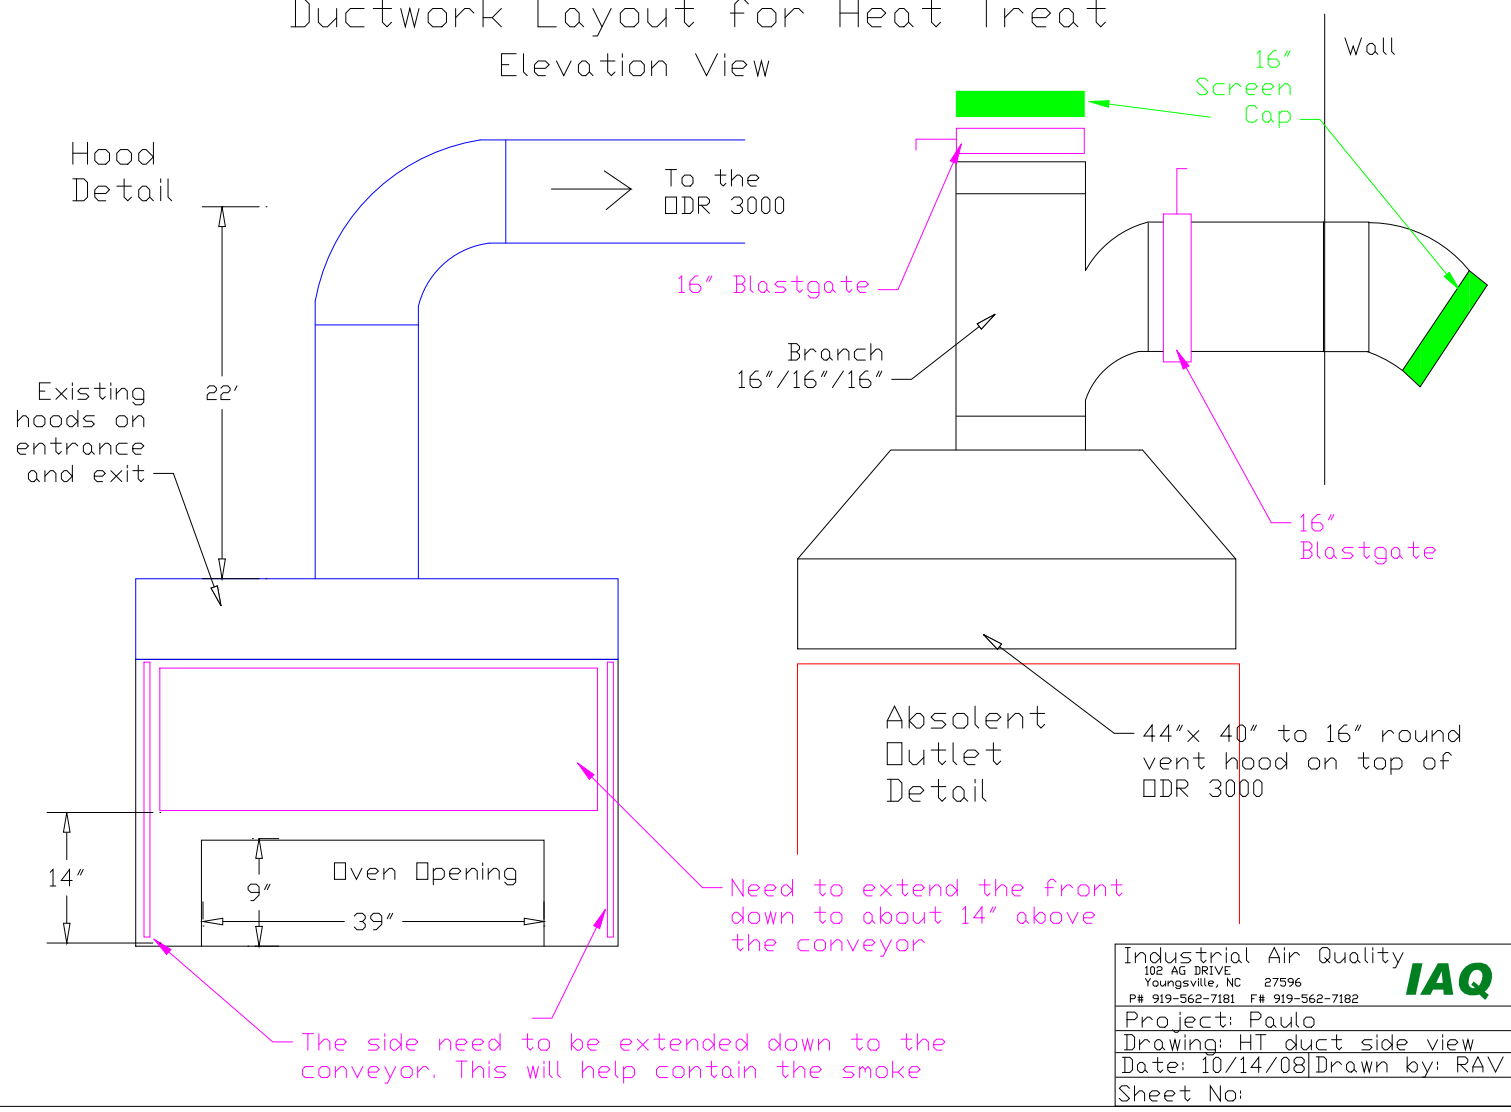 Ductwork Layout for Heat Treat
Elevation View
Wall
16"
Screen
Cap
Hood
Detail
To the
ODR 3000
16" Blastgate
Branch
16"/16"/16"
22'
Existing
hoods on
entrance
and exit
16"
Blastgate
Absolent
Outlet
Detail
44"x 40" to 16" round
vent hood on top of
ODR 3000
14"
9"
Oven Opening
39"
Need to extend the front
down to about 14" above
the conveyor
The side need to be extended down to the
conveyor. This will help contain the smoke
Industrial Air Quality
102 AG DRIVE
Youngsville, NC 27596
P# 919-562-7181 F# 919-562-7182
IAQ
Project: Paulo
Drawing: HT duct side view
Date: 10/14/08 Drawn by: RAV
Sheet No: